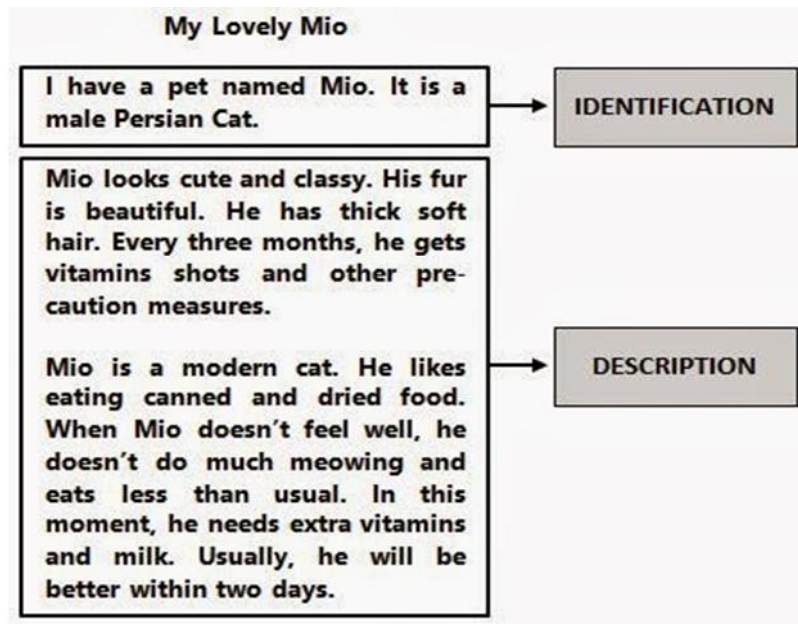 My Lovely Mio
I have a pet named Mio. It is a
male Persian Cat.
IDENTIFICATION
Mio looks cute and classy. His fur
is beautiful. He has thick soft
hair. Every three months, he gets
vitamins shots and other pre-
caution measures.
Mio is a modern cat. He likes
eating canned and dried food.
When Mio doesn't feel well, he
doesn't do much meowing and
eats less than usual. In this
moment, he needs extra vitamins
and milk. Usually, he will be
better within two days.
DESCRIPTION